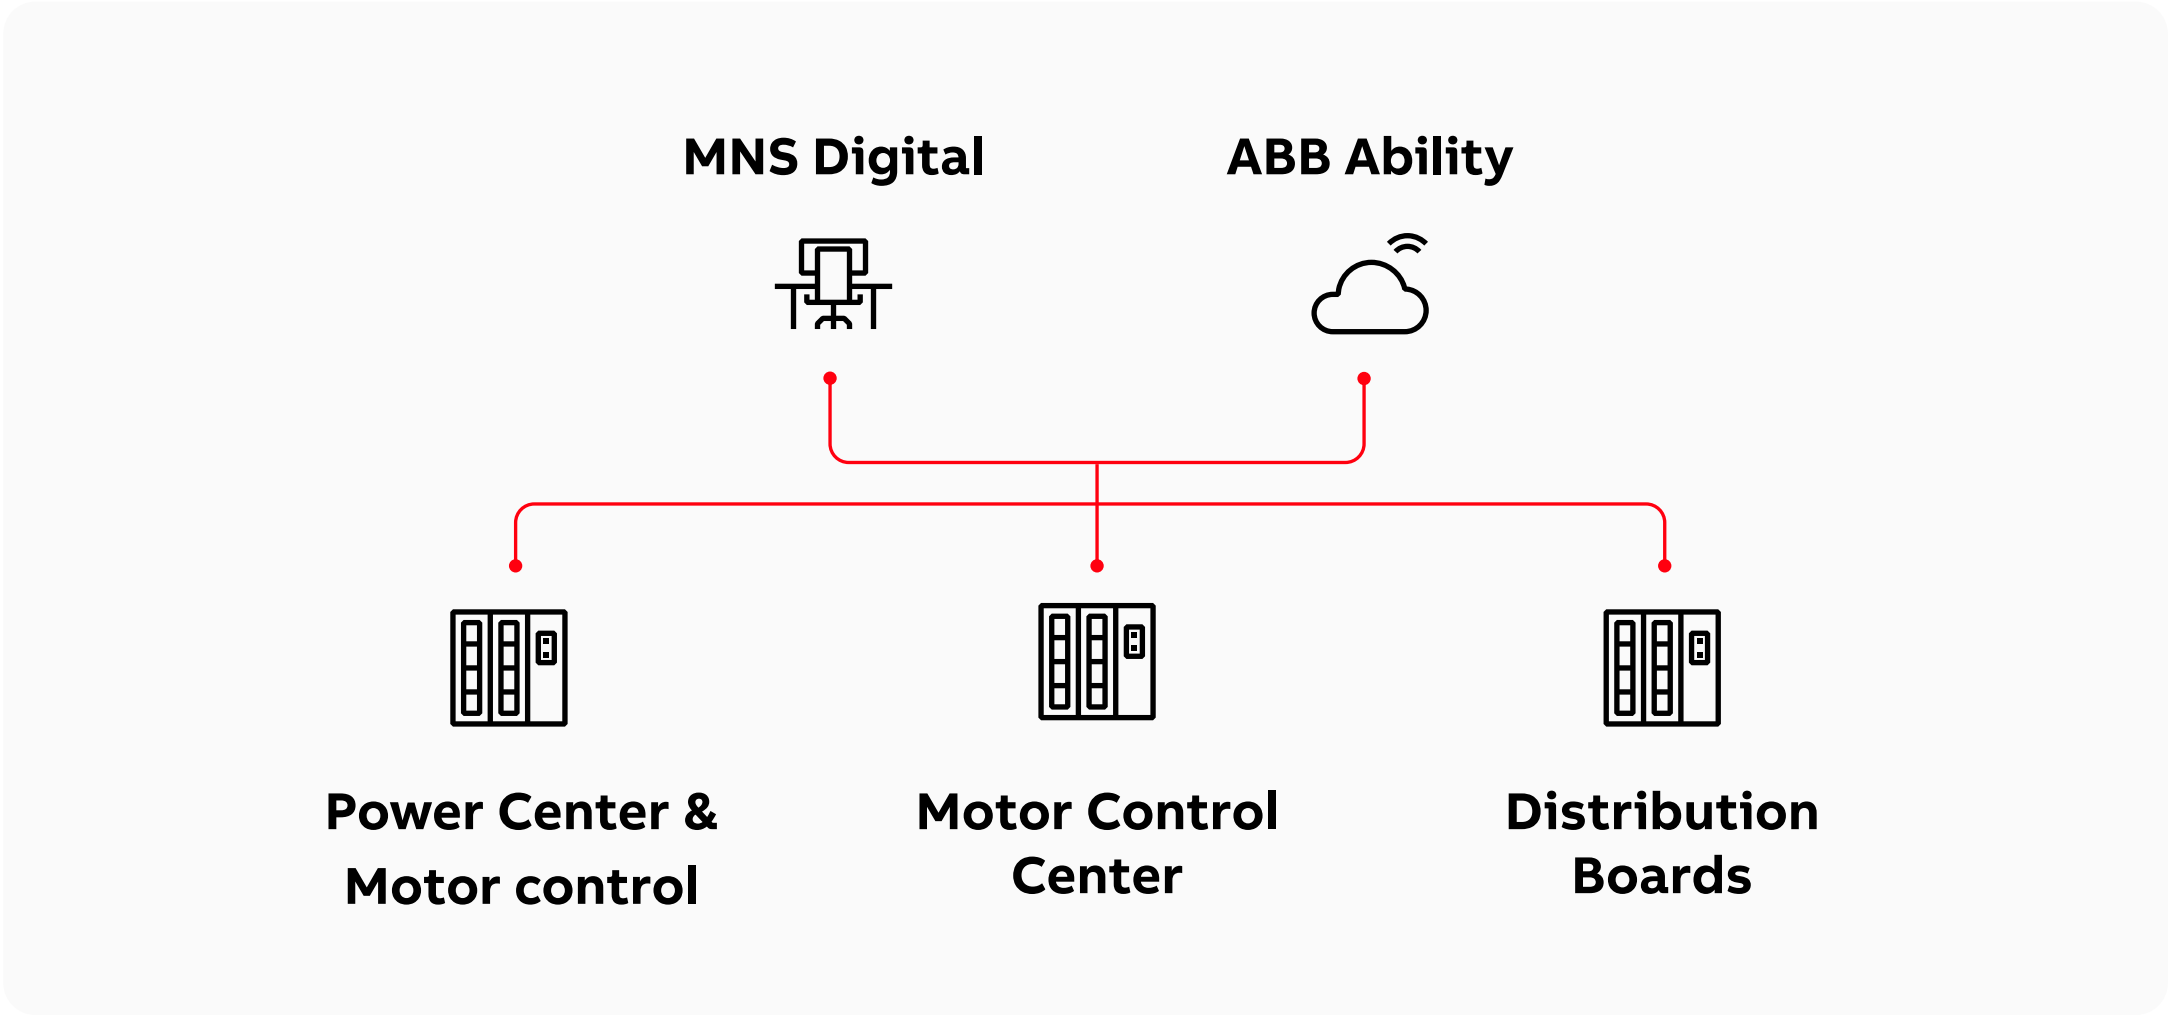 MNS Digital
ABB Ability
Power Center &
Motor control
Motor Control
Center
Distribution
Boards